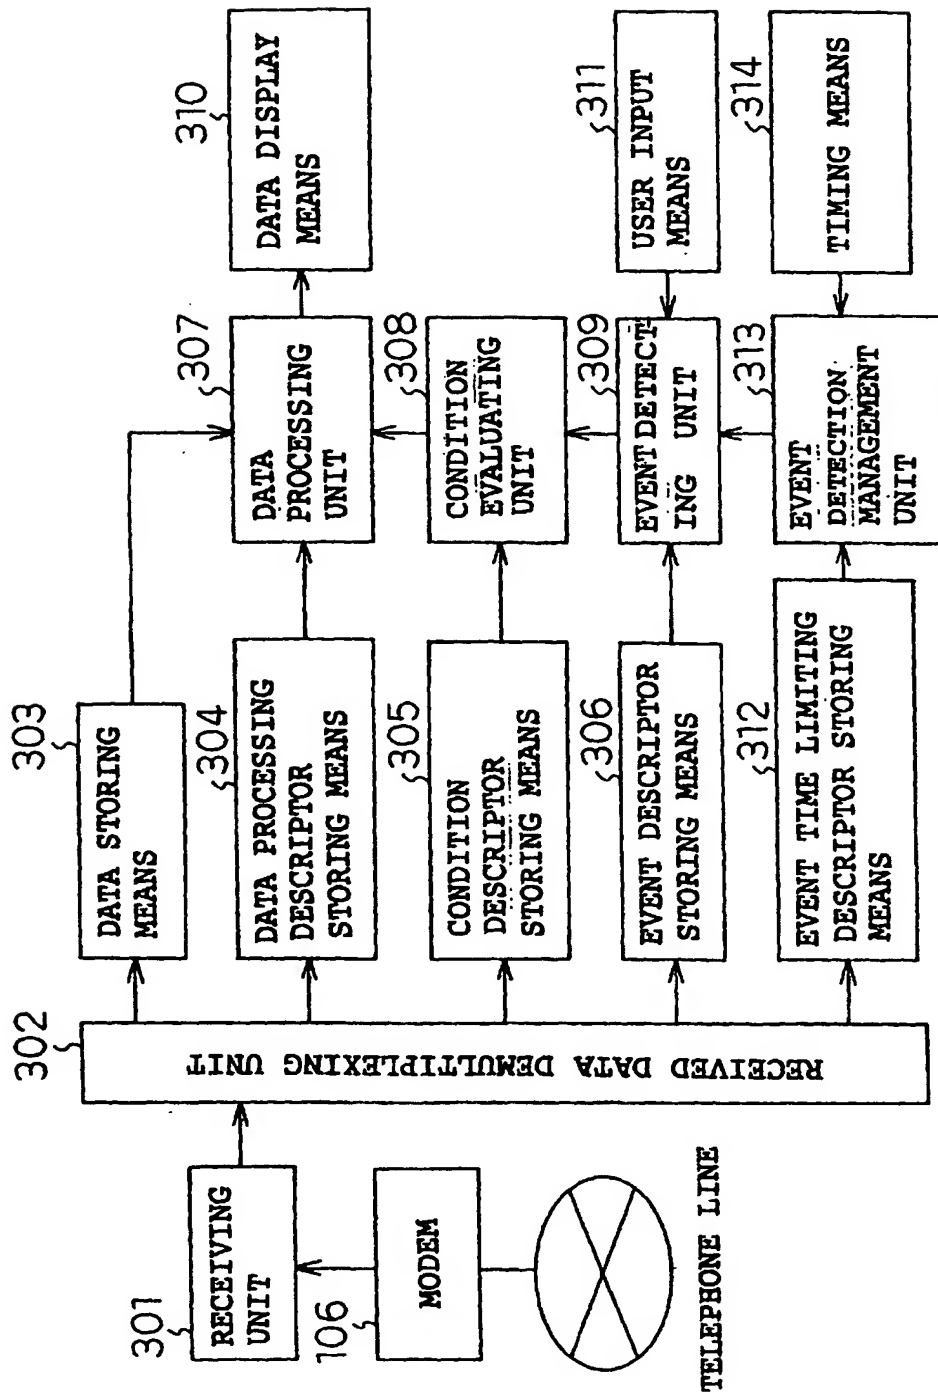 301
RECEIVING
UNIT
106
MODEM
TELEPHONE LINE
302
RECEIVED DATA DEMULTIPLEXING UNIT
303
DATA STORING
MEANS
304
DATA PROCESSING
DESCRIPTOR
STORING MEANS
305
CONDITION
DESCRIPTOR
STORING MEANS
306
EVENT DESCRIPTOR
STORING MEANS
312
EVENT TIME LIMITING
DESCRIPTOR STORING
MEANS
307
DATA
PROCESSING
UNIT
308
CONDITION
EVALUATING
UNIT
309
EVENT DETECT-
ING UNIT
313
EVENT
DETECTION
MANAGEMENT
UNIT
310
DATA DISPLAY
MEANS
311
USER INPUT
MEANS
314
TIMING MEANS